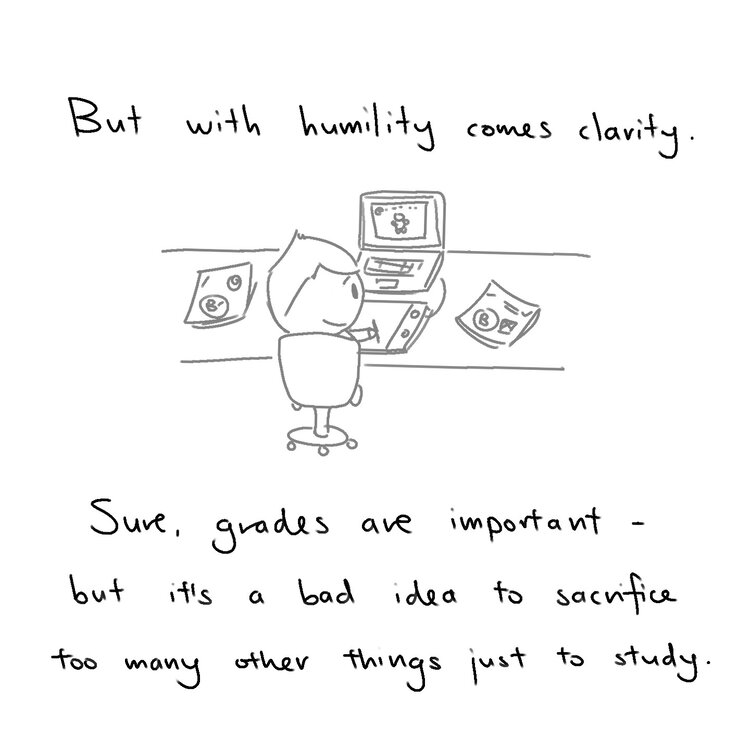 But with humility comes clarity.
B-
B
Sure, grades are important -
but it's a bad idea to sacrifice
too many other things just to study.